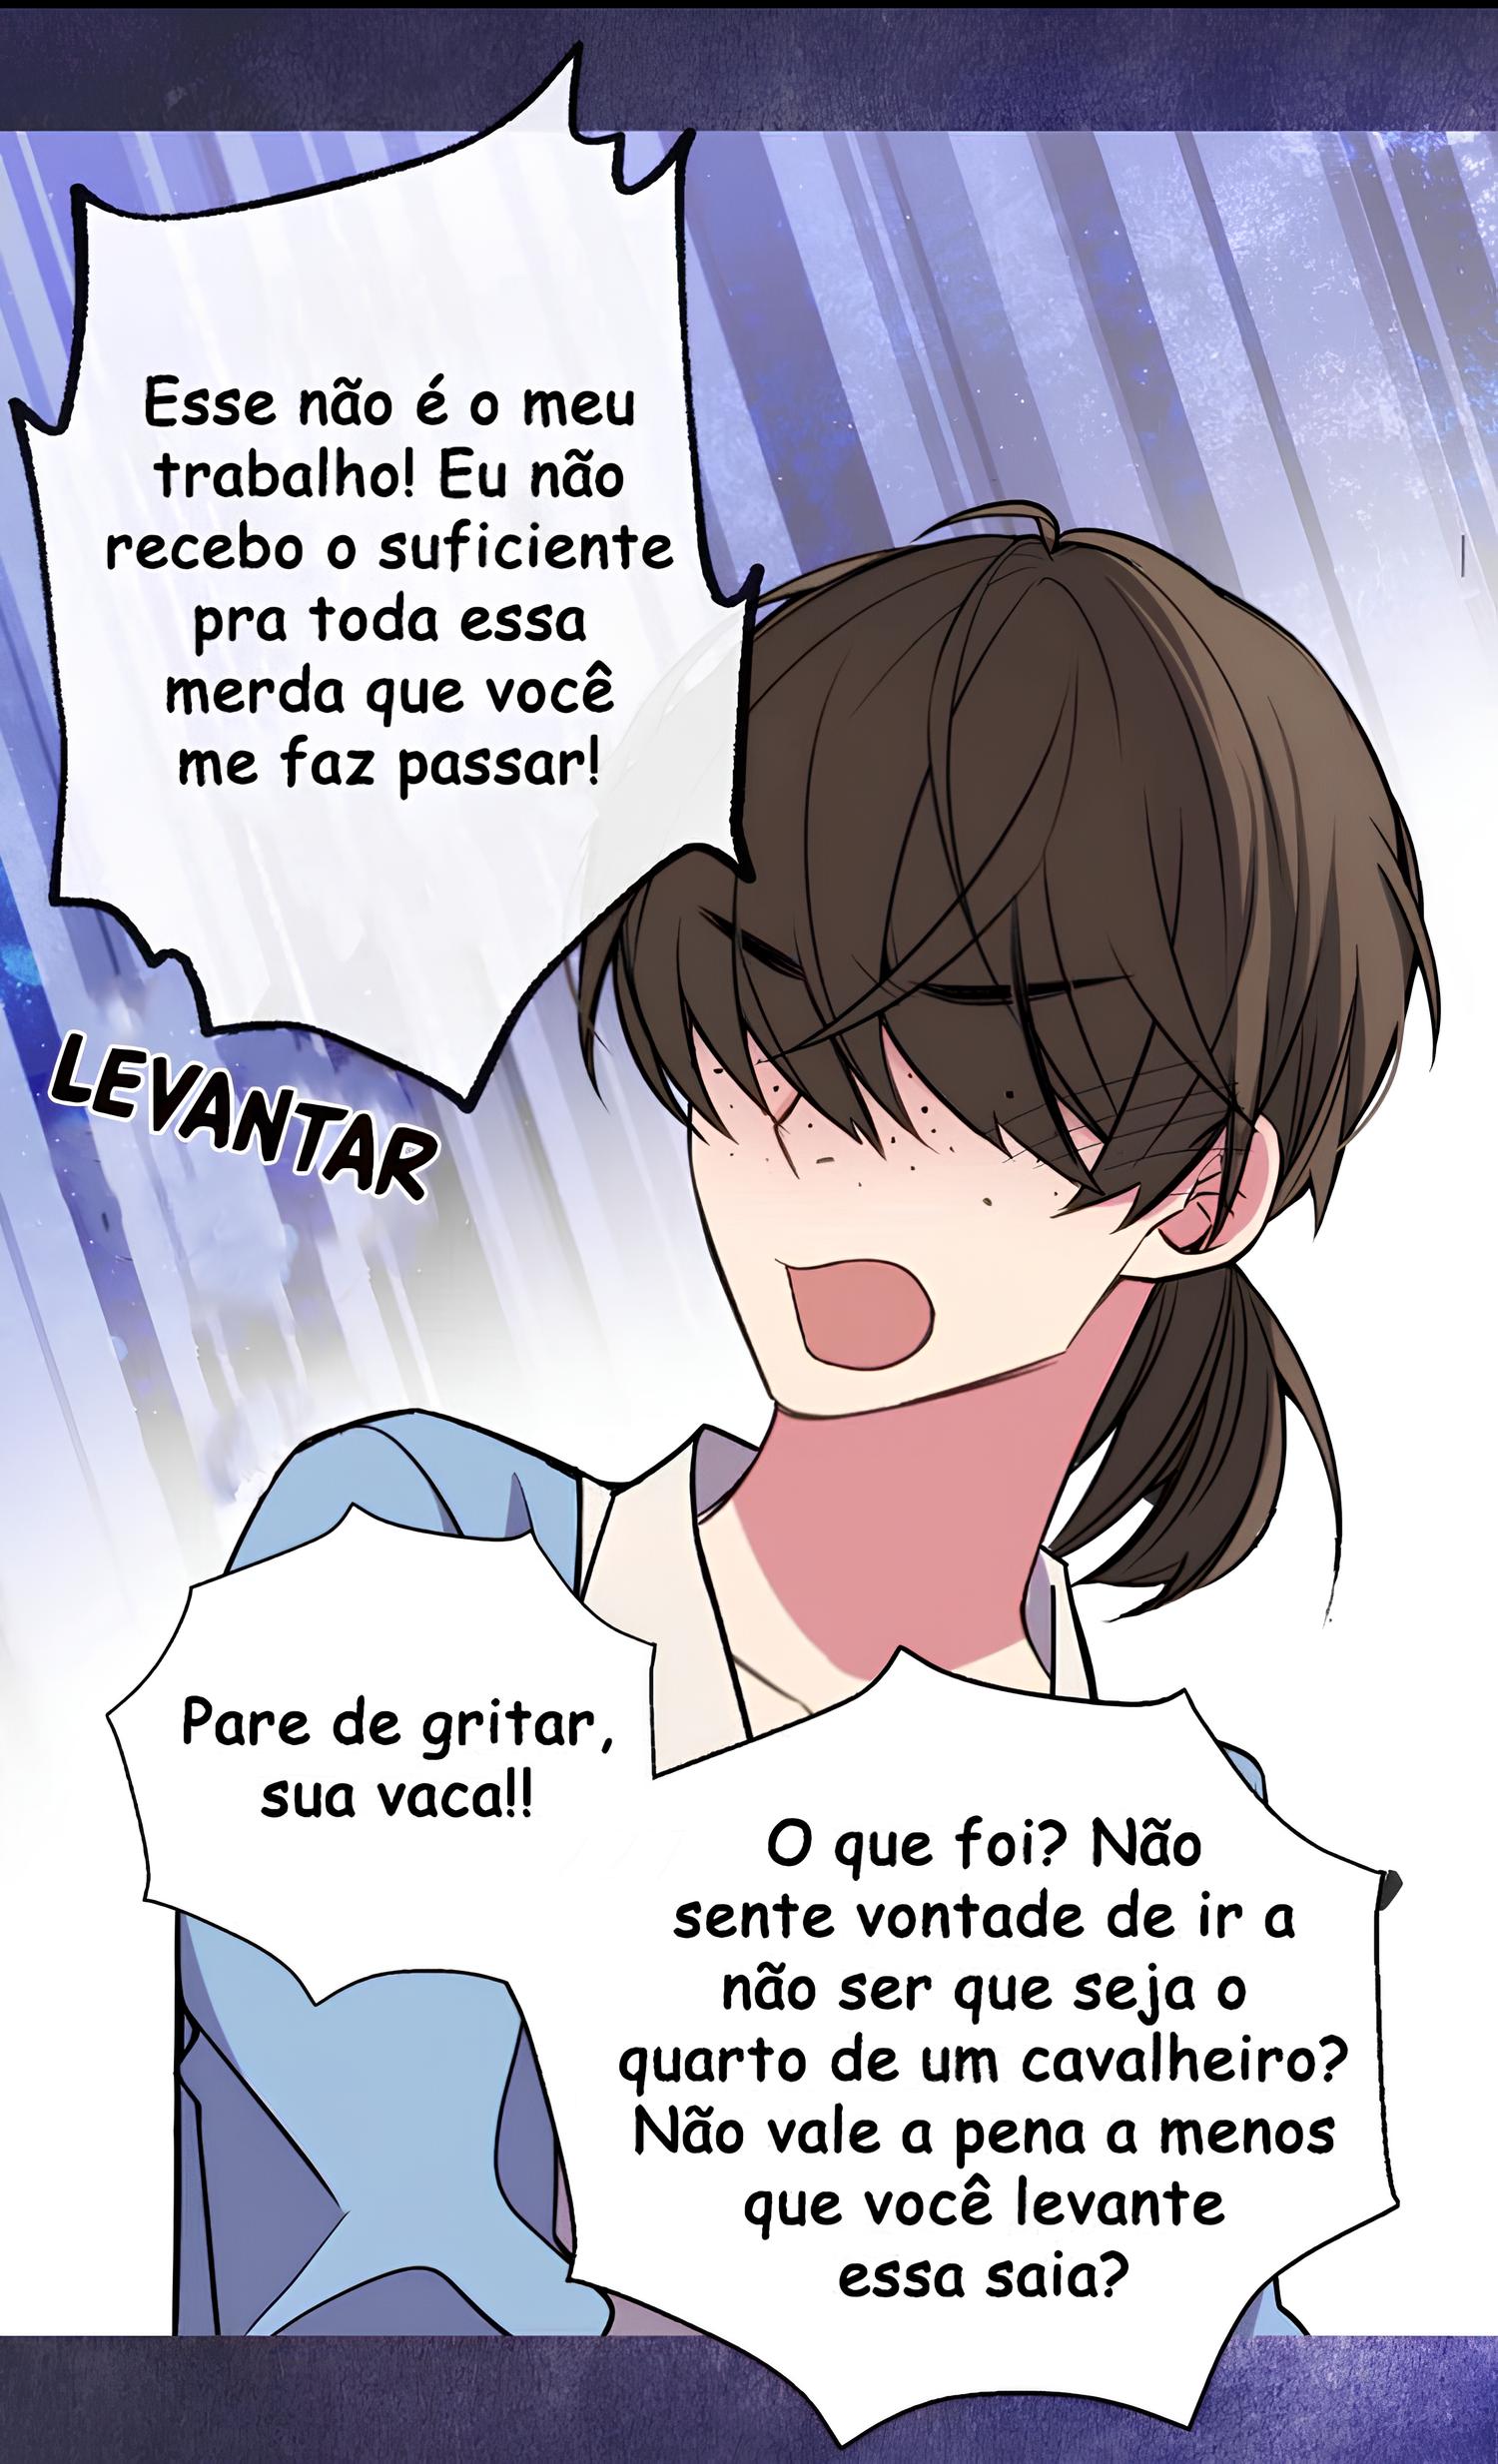 Esse não é o meu
trabalho! Eu não
recebo o suficiente
pra toda essa
merda que você
me faz passar!
LEVANTAR
Pare de gritar,
sua vaca!!
O que foi? Não
sente vontade de ir a
não ser que seja o
quarto de um cavalheiro?
Não vale a pena a menos
que você levante
essa saia?